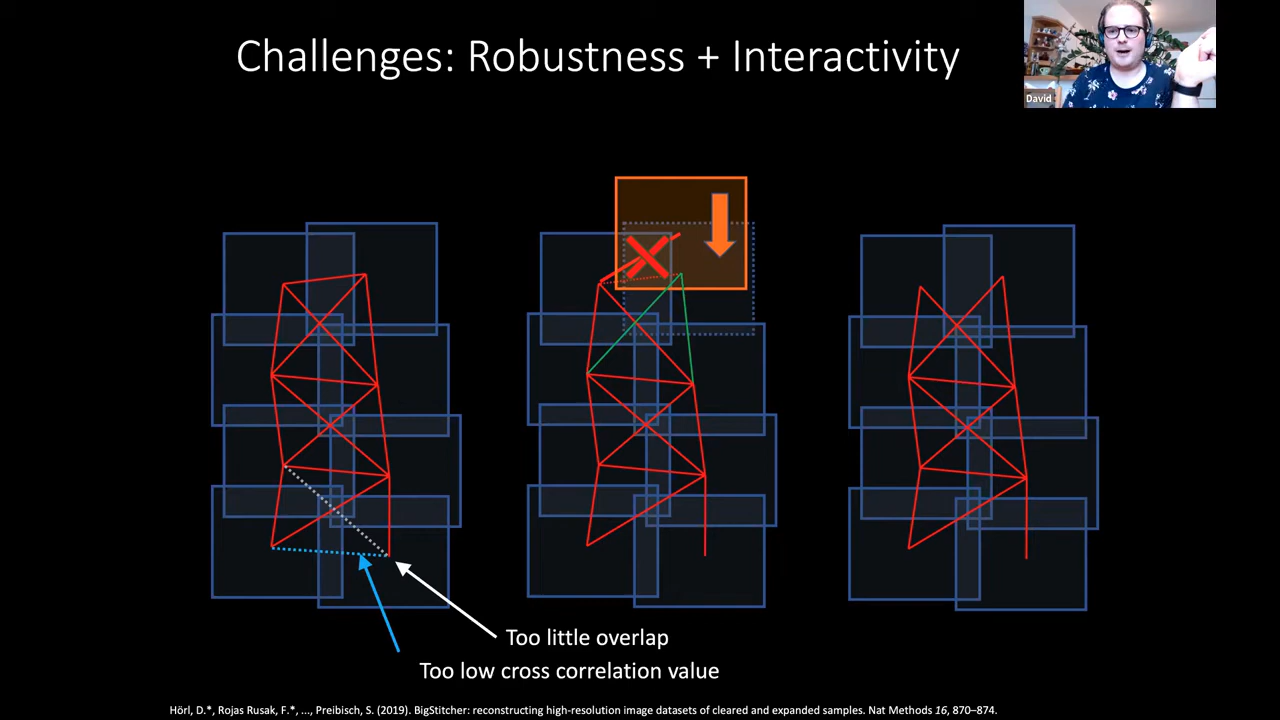 Challenges: Robustness + Interactivity
David
Too little overlap
Too low cross correlation value
Hörl, D.*, Rojas Rusak, F.*, ..., Preibisch, S. (2019). BigStitcher: reconstructing high-resolution image datasets of cleared and expanded samples. Nat Methods 16, 870–874.